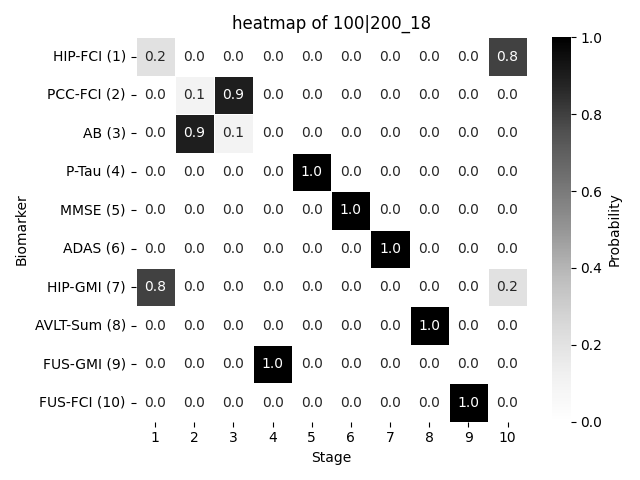 heatmap of 100|200_18
HIP-FCI (1) 0.2 0.0 0.0 0.0 0.0 0.0 0.0 0.0 0.0 0.8
PCC-FCI (2) 0.0 0.1 0.9 0.0 0.0 0.0 0.0 0.0 0.0 0.0
AB (3) 0.0 0.9 0.1 0.0 0.0 0.0 0.0 0.0 0.0 0.0
P-Tau (4) 0.0 0.0 0.0 0.0 1.0 0.0 0.0 0.0 0.0 0.0
MMSE (5) 0.0 0.0 0.0 0.0 0.0 1.0 0.0 0.0 0.0 0.0
ADAS (6) 0.0 0.0 0.0 0.0 0.0 0.0 1.0 0.0 0.0 0.0
HIP-GMI (7) 0.8 0.0 0.0 0.0 0.0 0.0 0.0 0.0 0.0 0.2
AVLT-Sum (8) 0.0 0.0 0.0 0.0 0.0 0.0 0.0 1.0 0.0 0.0
FUS-GMI (9) 0.0 0.0 0.0 1.0 0.0 0.0 0.0 0.0 0.0 0.0
FUS-FCI (10) 0.0 0.0 0.0 0.0 0.0 0.0 0.0 0.0 1.0 0.0
1 2 3 4 5 6 7 8 9 10
Stage
Biomarker
1.0
0.8
0.6
0.4
0.2
0.0
Probability